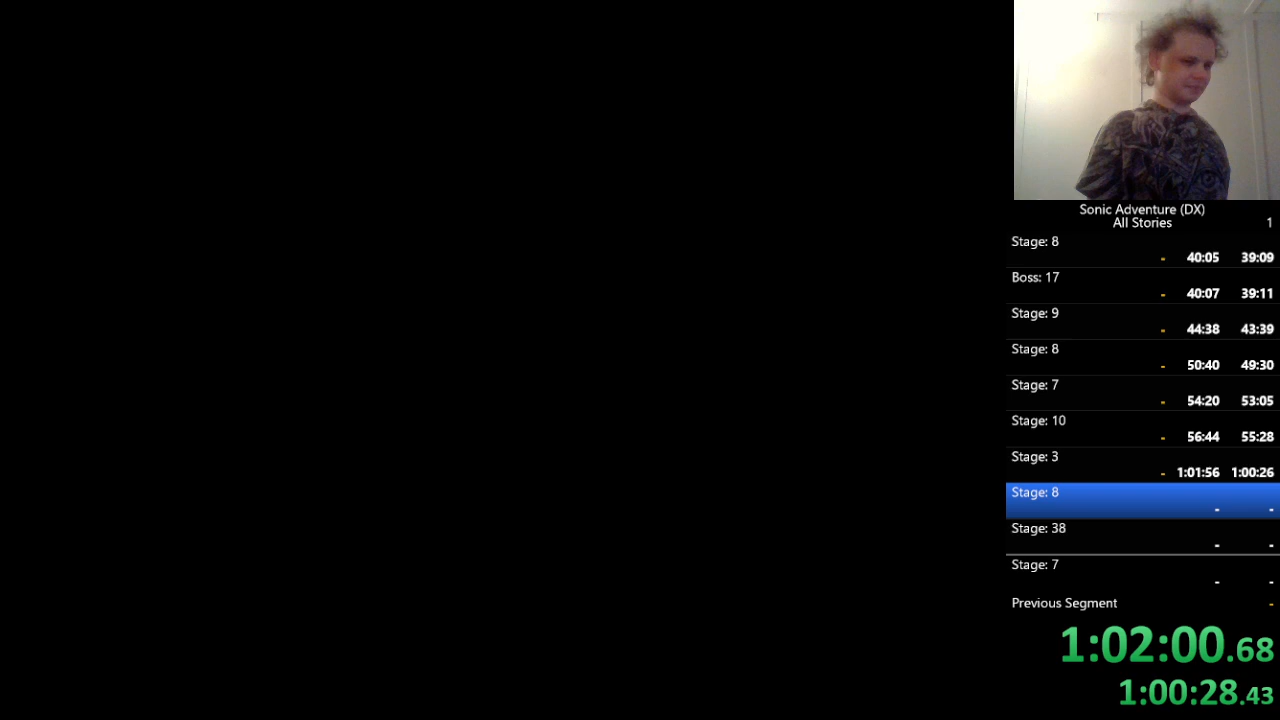 Sonic Adventure (DX)
All Stories 1
Stage: 8
- 40:05 39:09
Boss: 17
- 40:07 39:11
Stage: 9
- 44:38 43:39
Stage: 8
- 50:40 49:30
Stage: 7
- 54:20 53:05
Stage: 10
- 56:44 55:28
Stage: 3
- 1:01:56 1:00:26
Stage: 8
- -
Stage: 38
- -
Stage: 7
- -
Previous Segment -
1:02:00.68
1:00:28.43